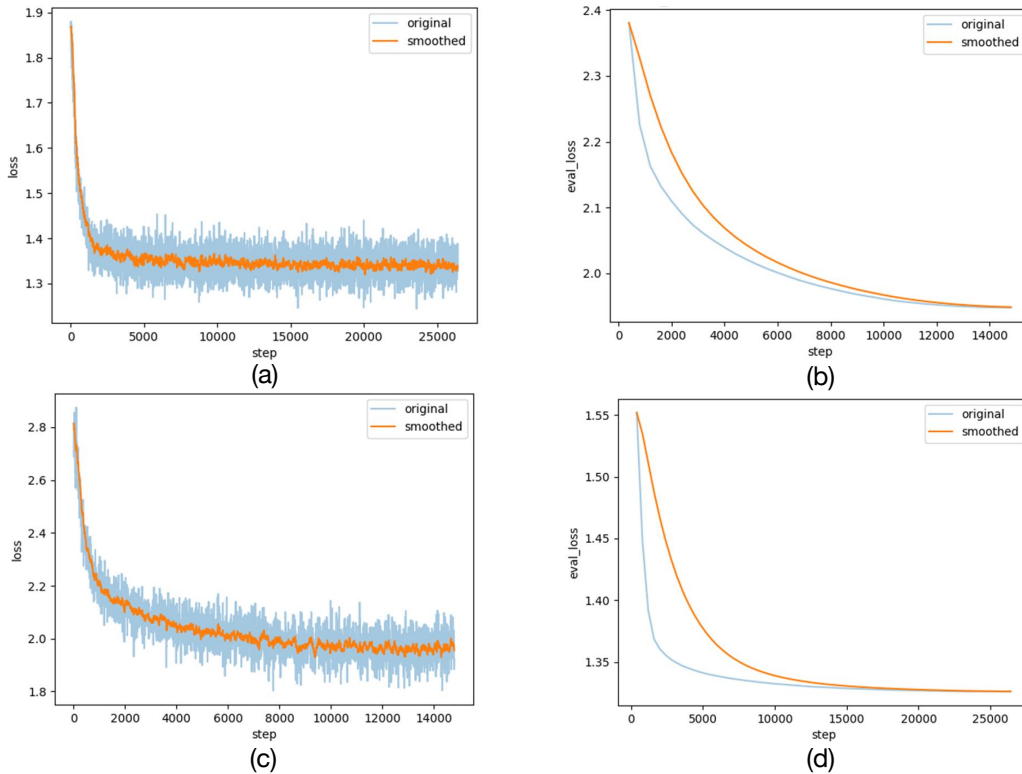 1.9
1.8
1.7
1.6
1.5
1.4
1.3
loss
0 5000 10000 15000 20000 25000
step
original
smoothed
(a)
2.4
2.3
2.2
2.1
2.0
eval_loss
0 2000 4000 6000 8000 10000 12000 14000
step
original
smoothed
(b)
2.8
2.6
2.4
2.2
2.0
1.8
loss
0 2000 4000 6000 8000 10000 12000 14000
step
original
smoothed
(c)
1.55
1.50
1.45
1.40
1.35
eval_loss
0 5000 10000 15000 20000 25000
step
original
smoothed
(d)